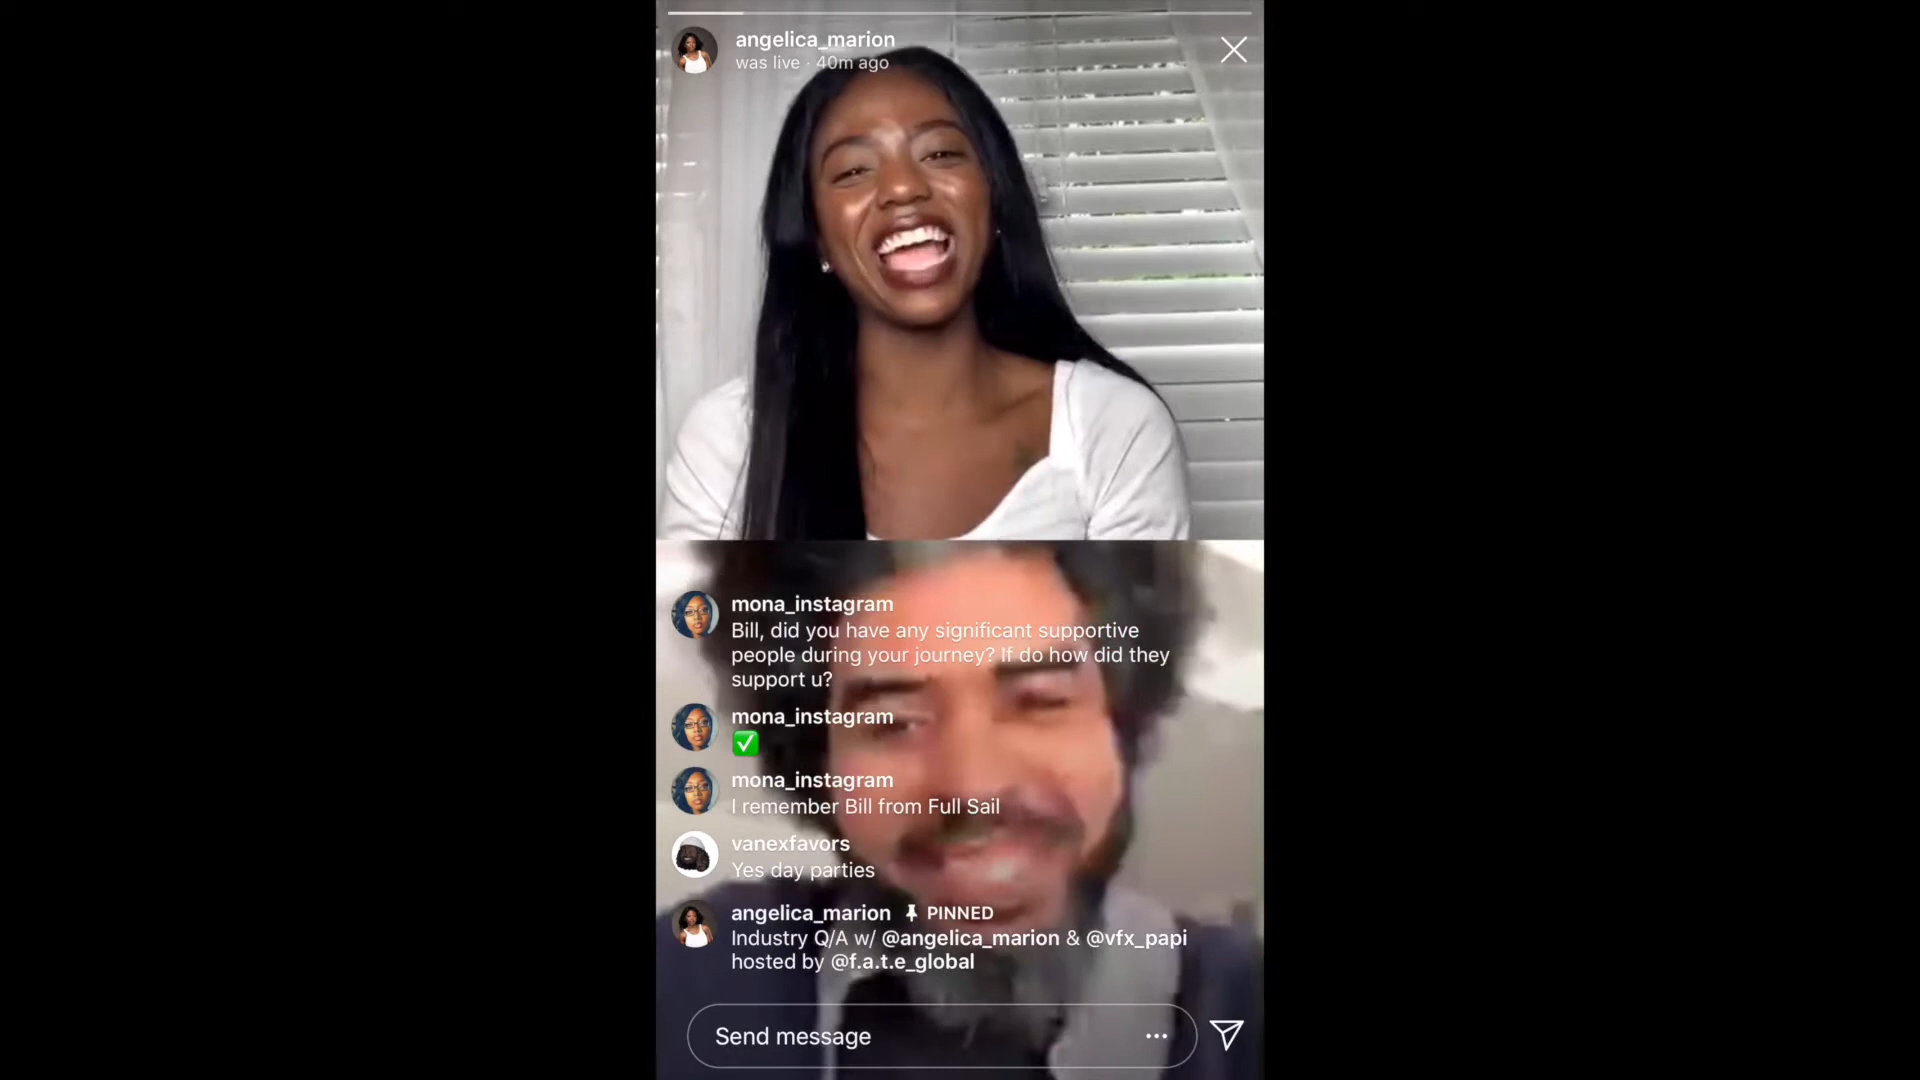 angelica_marion
was live · 40m ago
mona_instagram
Bill, did you have any significant supportive
people during your journey? If do how did they
support u?
mona_instagram
✅
mona_instagram
I remember Bill from Full Sail
vanexfavors
Yes day parties
angelica_marion PINNED
Industry Q/A w/ @angelica_marion & @vfx_papi
hosted by @f.a.t.e_global
Send message